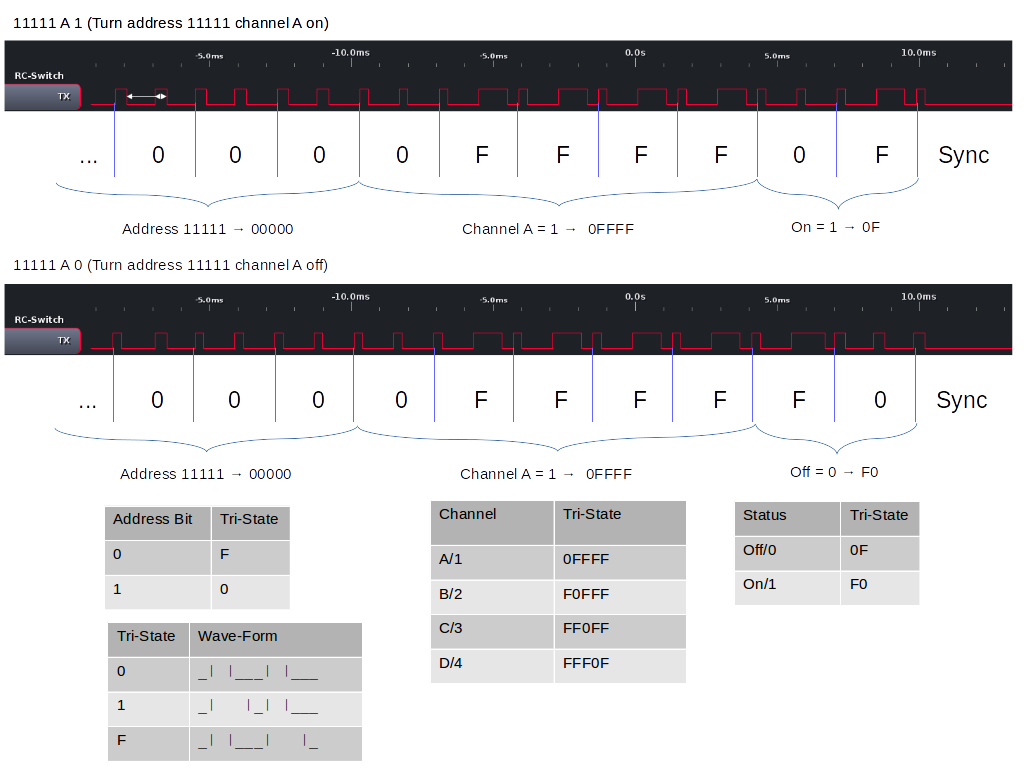 11111 A 1 (Turn address 11111 channel A on)
-5.0ms -10.0ms -5.0ms 0.0s 5.0ms 10.0ms
RC-Switch
TX
... 0 0 0 0 F F F F 0 F Sync
Address 11111 → 00000 Channel A = 1 → 0FFFF On = 1 → 0F
11111 A 0 (Turn address 11111 channel A off)
-5.0ms -10.0ms -5.0ms 0.0s 5.0ms 10.0ms
RC-Switch
TX
... 0 0 0 0 F F F F F 0 Sync
Address 11111 → 00000 Channel A = 1 → 0FFFF Off = 0 → F0
Address Bit Tri-State
0 F
1 0
Tri-State Wave-Form
0 _| |___| |___
1 _| |_| |___
F _| |___| |_
Channel Tri-State
A/1 0FFFF
B/2 F0FFF
C/3 FF0FF
D/4 FFF0F
Status Tri-State
Off/0 0F
On/1 F0